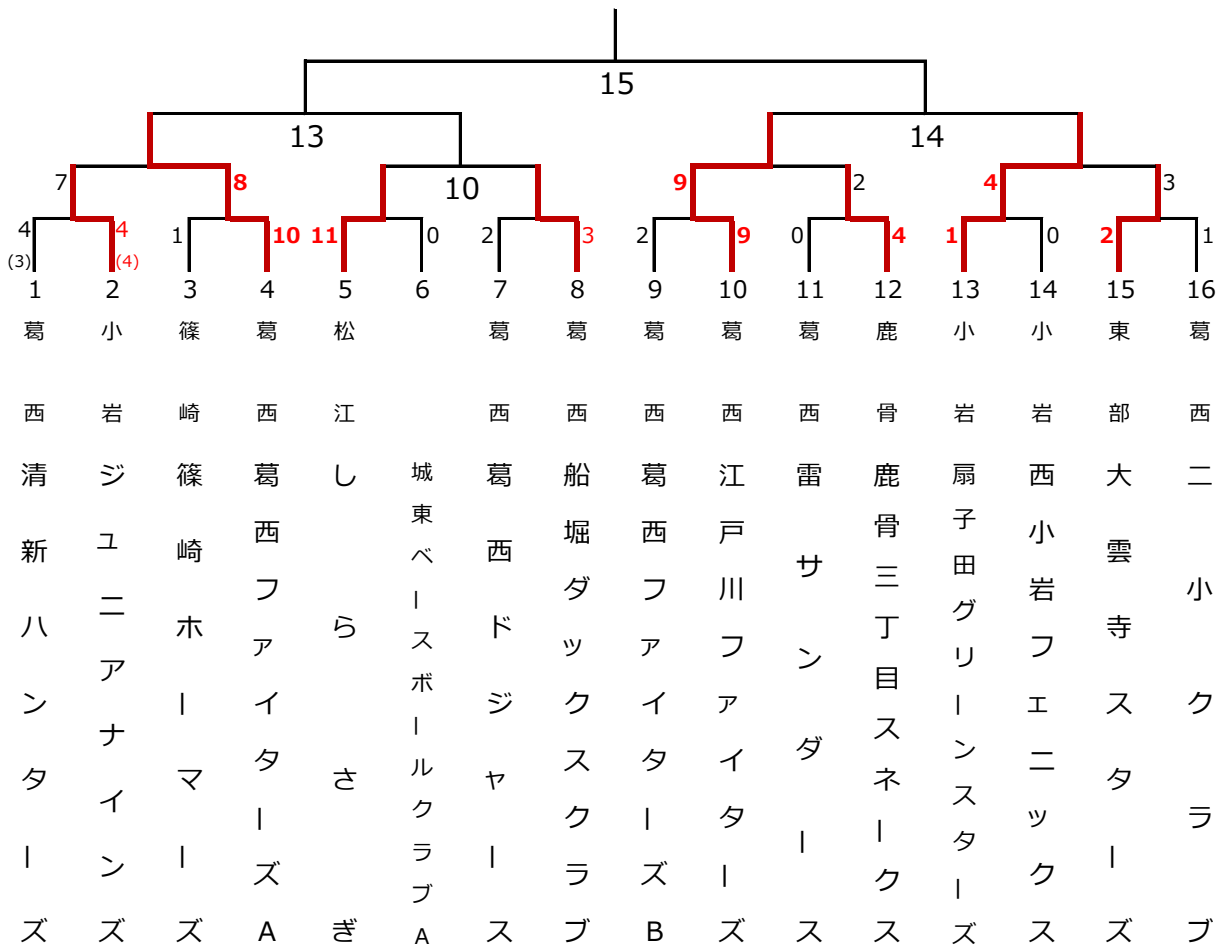 15
13
14
7
8
10
9
2
4
3
4
4
1
10
11
0
2
3
2
9
0
4
1
0
2
1
(3)
(4)
1
2
3
4
5
6
7
8
9
10
11
12
13
14
15
16
葛西
清新ハンターズ
小岩
ジュニアナインズ
篠崎
篠崎ホーマーズ
葛西
葛西ファイターズA
松江
しらさぎ
城東ベースボールクラブA
葛西
葛西ドジャース
葛西
船堀ダックスクラブ
葛西
葛西ファイターズB
葛西
江戸川ファイターズ
葛西
雷サンダース
鹿骨
鹿骨三丁目スネークス
小岩
扇子田グリーンスターズ
小岩
西小岩フェニックス
東部
大雲寺スターズ
葛西
二小クラブ